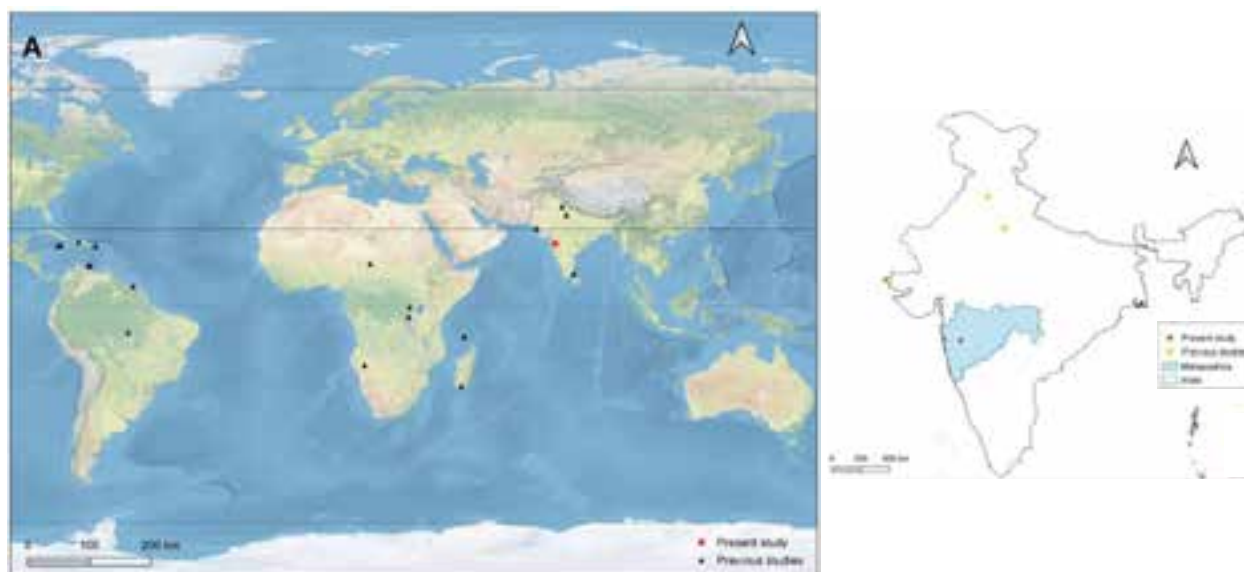 A
0 100 200 km
Present study
Previous studies
Present study
Previous studies
Maharashtra
India